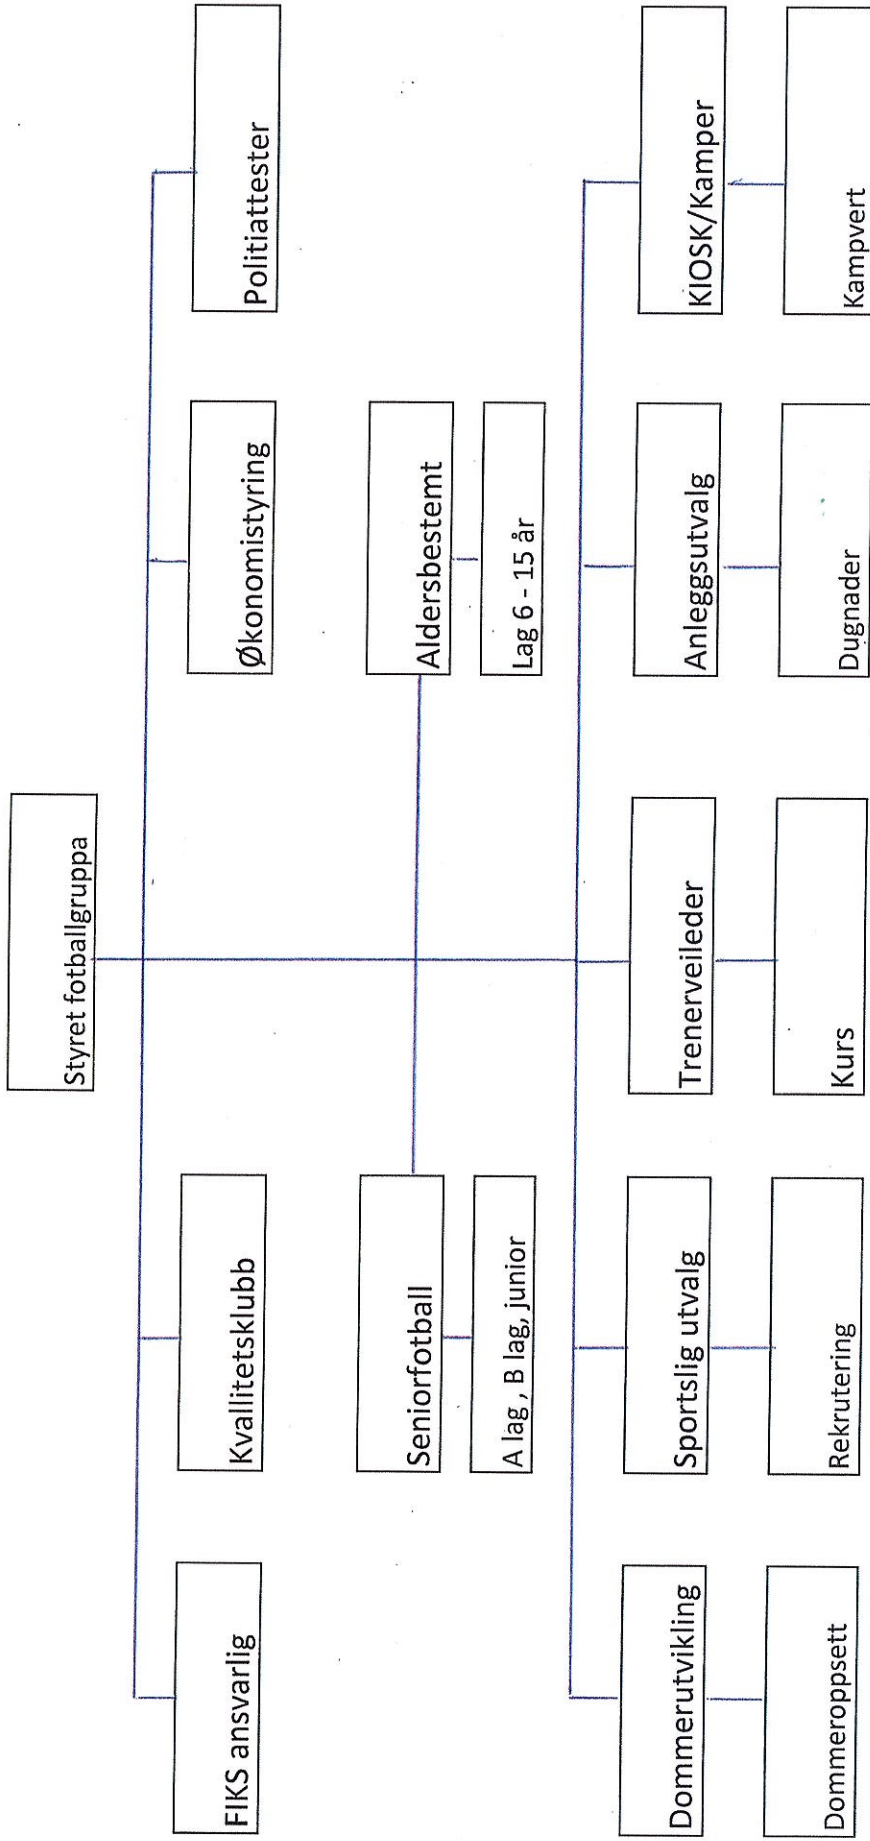 Styret fotballgruppa
FIKS ansvarlig
Kvallitetsklubb
Økonomistyring
Politiattester
Seniorfotball
A lag , B lag, junior
Aldersbestemt
Lag 6 - 15 år
Dommerutvikling
Sportslig utvalg
Trenerveileder
Anleggsutvalg
KIOSK/Kamper
Dommeroppsett
Rekrutering
Kurs
Dugnader
Kampvert